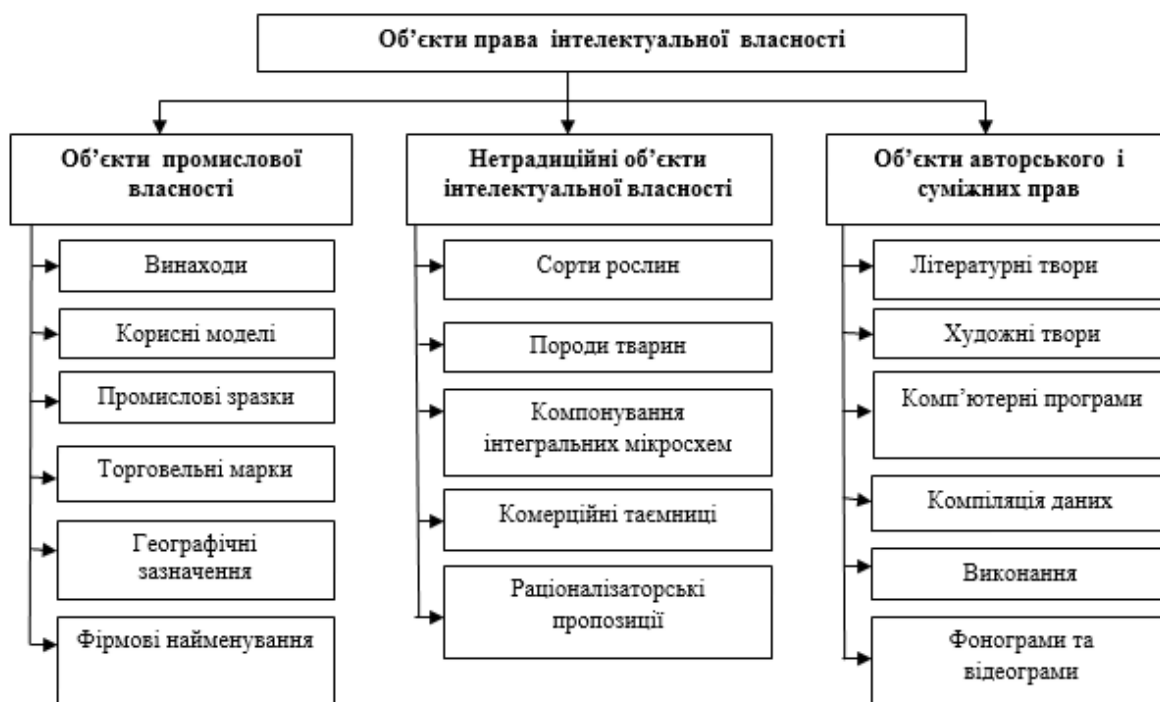 Об’єкти права інтелектуальної власності
Об’єкти промислової
власності
Винаходи
Корисні моделі
Промислові зразки
Торговельні марки
Географічні
зазначення
Фірмові найменування
Нетрадиційні об’єкти
інтелектуальної власності
Сорти рослин
Породи тварин
Компонування
інтегральних мікросхем
Комерційні таємниці
Раціоналізаторські
пропозиції
Об’єкти авторського і
суміжних прав
Літературні твори
Художні твори
Комп’ютерні програми
Компіляція даних
Виконання
Фонограми та
відеограми